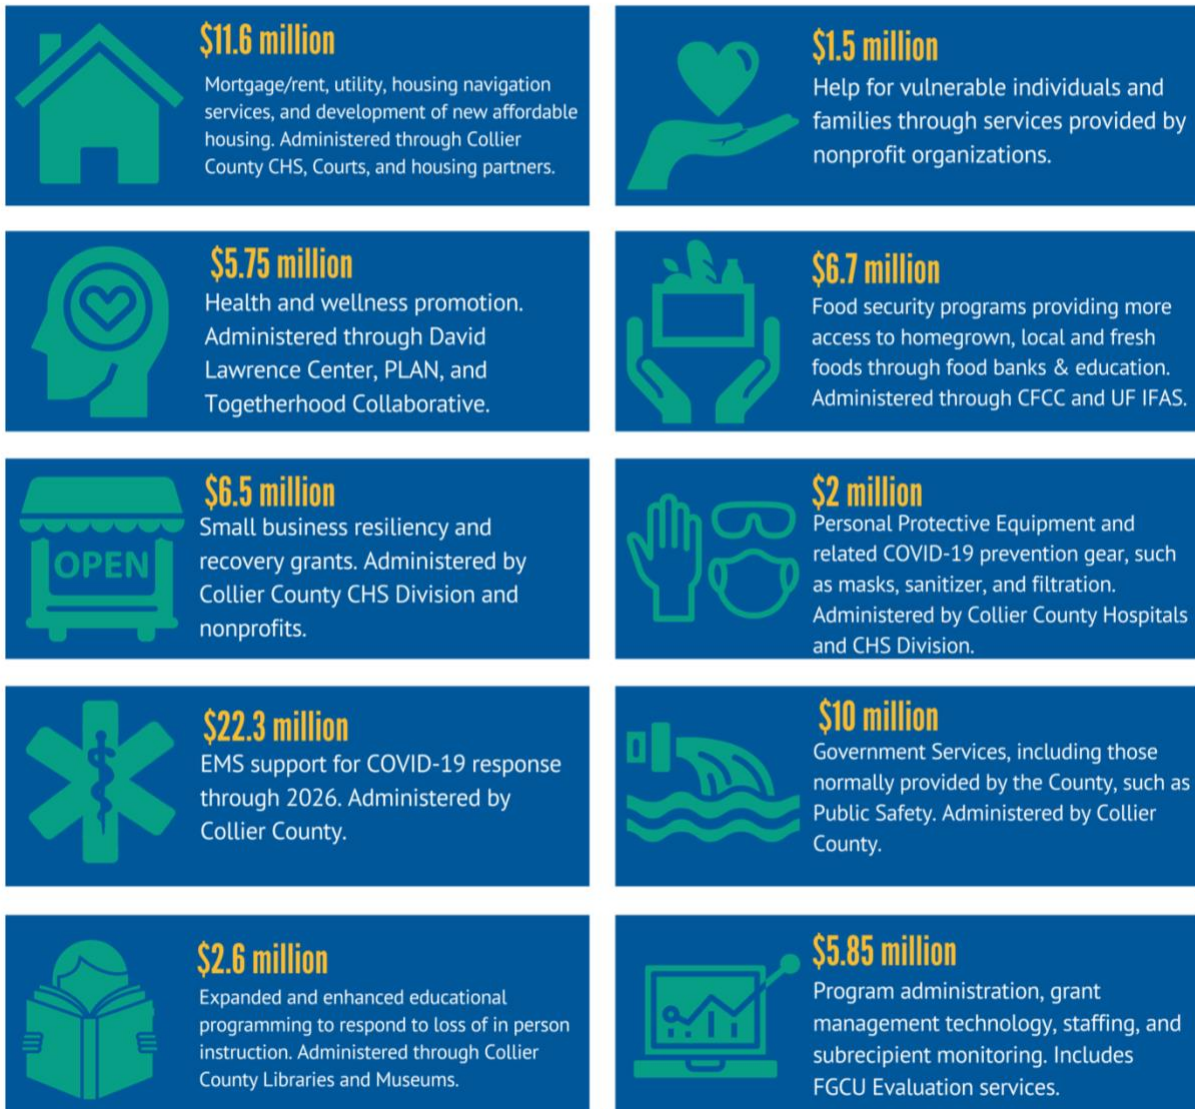 $11.6 million
Mortgage/rent, utility, housing navigation
services, and development of new affordable
housing. Administered through Collier
County CHS, Courts, and housing partners.
$1.5 million
Help for vulnerable individuals and
families through services provided by
nonprofit organizations.
$5.75 million
Health and wellness promotion.
Administered through David
Lawrence Center, PLAN, and
Togetherhood Collaborative.
$6.7 million
Food security programs providing more
access to homegrown, local and fresh
foods through food banks & education.
Administered through CFCC and UF IFAS.
OPEN
$6.5 million
Small business resiliency and
recovery grants. Administered by
Collier County CHS Division and
nonprofits.
$2 million
Personal Protective Equipment and
related COVID-19 prevention gear, such
as masks, sanitizer, and filtration.
Administered by Collier County Hospitals
and CHS Division.
$22.3 million
EMS support for COVID-19 response
through 2026. Administered by
Collier County.
$10 million
Government Services, including those
normally provided by the County, such as
Public Safety. Administered by Collier
County.
$2.6 million
Expanded and enhanced educational
programming to respond to loss of in person
instruction. Administered through Collier
County Libraries and Museums.
$5.85 million
Program administration, grant
management technology, staffing, and
subrecipient monitoring. Includes
FGCU Evaluation services.